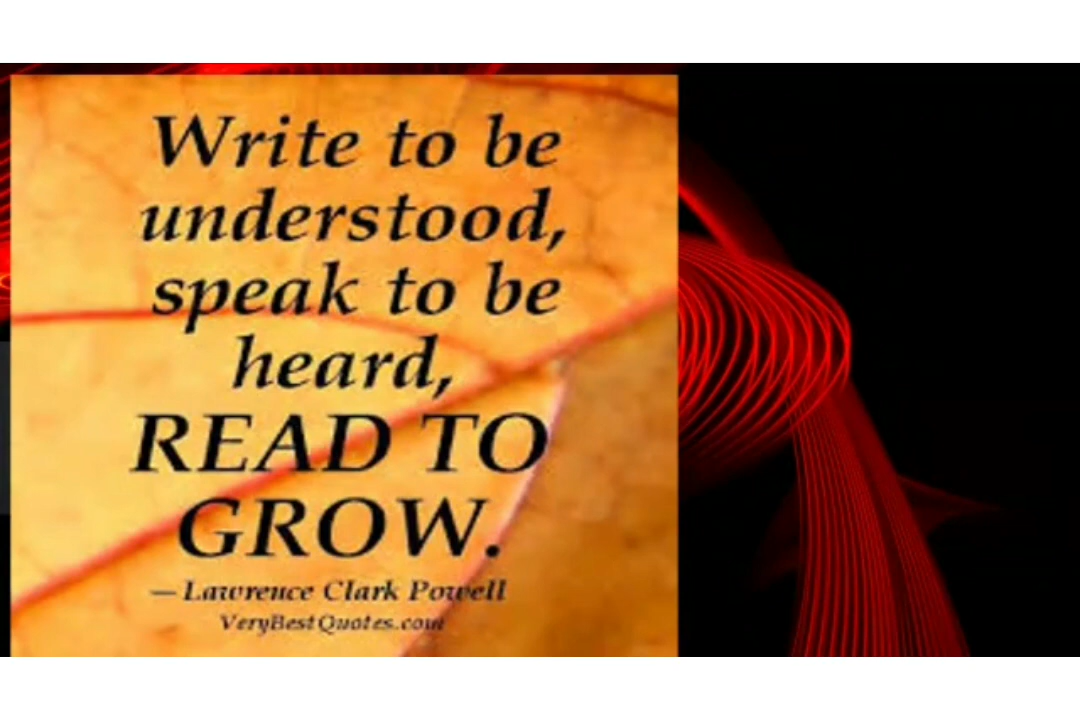 Write to be
understood,
speak to be
heard,
READ TO
GROW.
— Lawrence Clark Powell
VeryBestQuotes.com